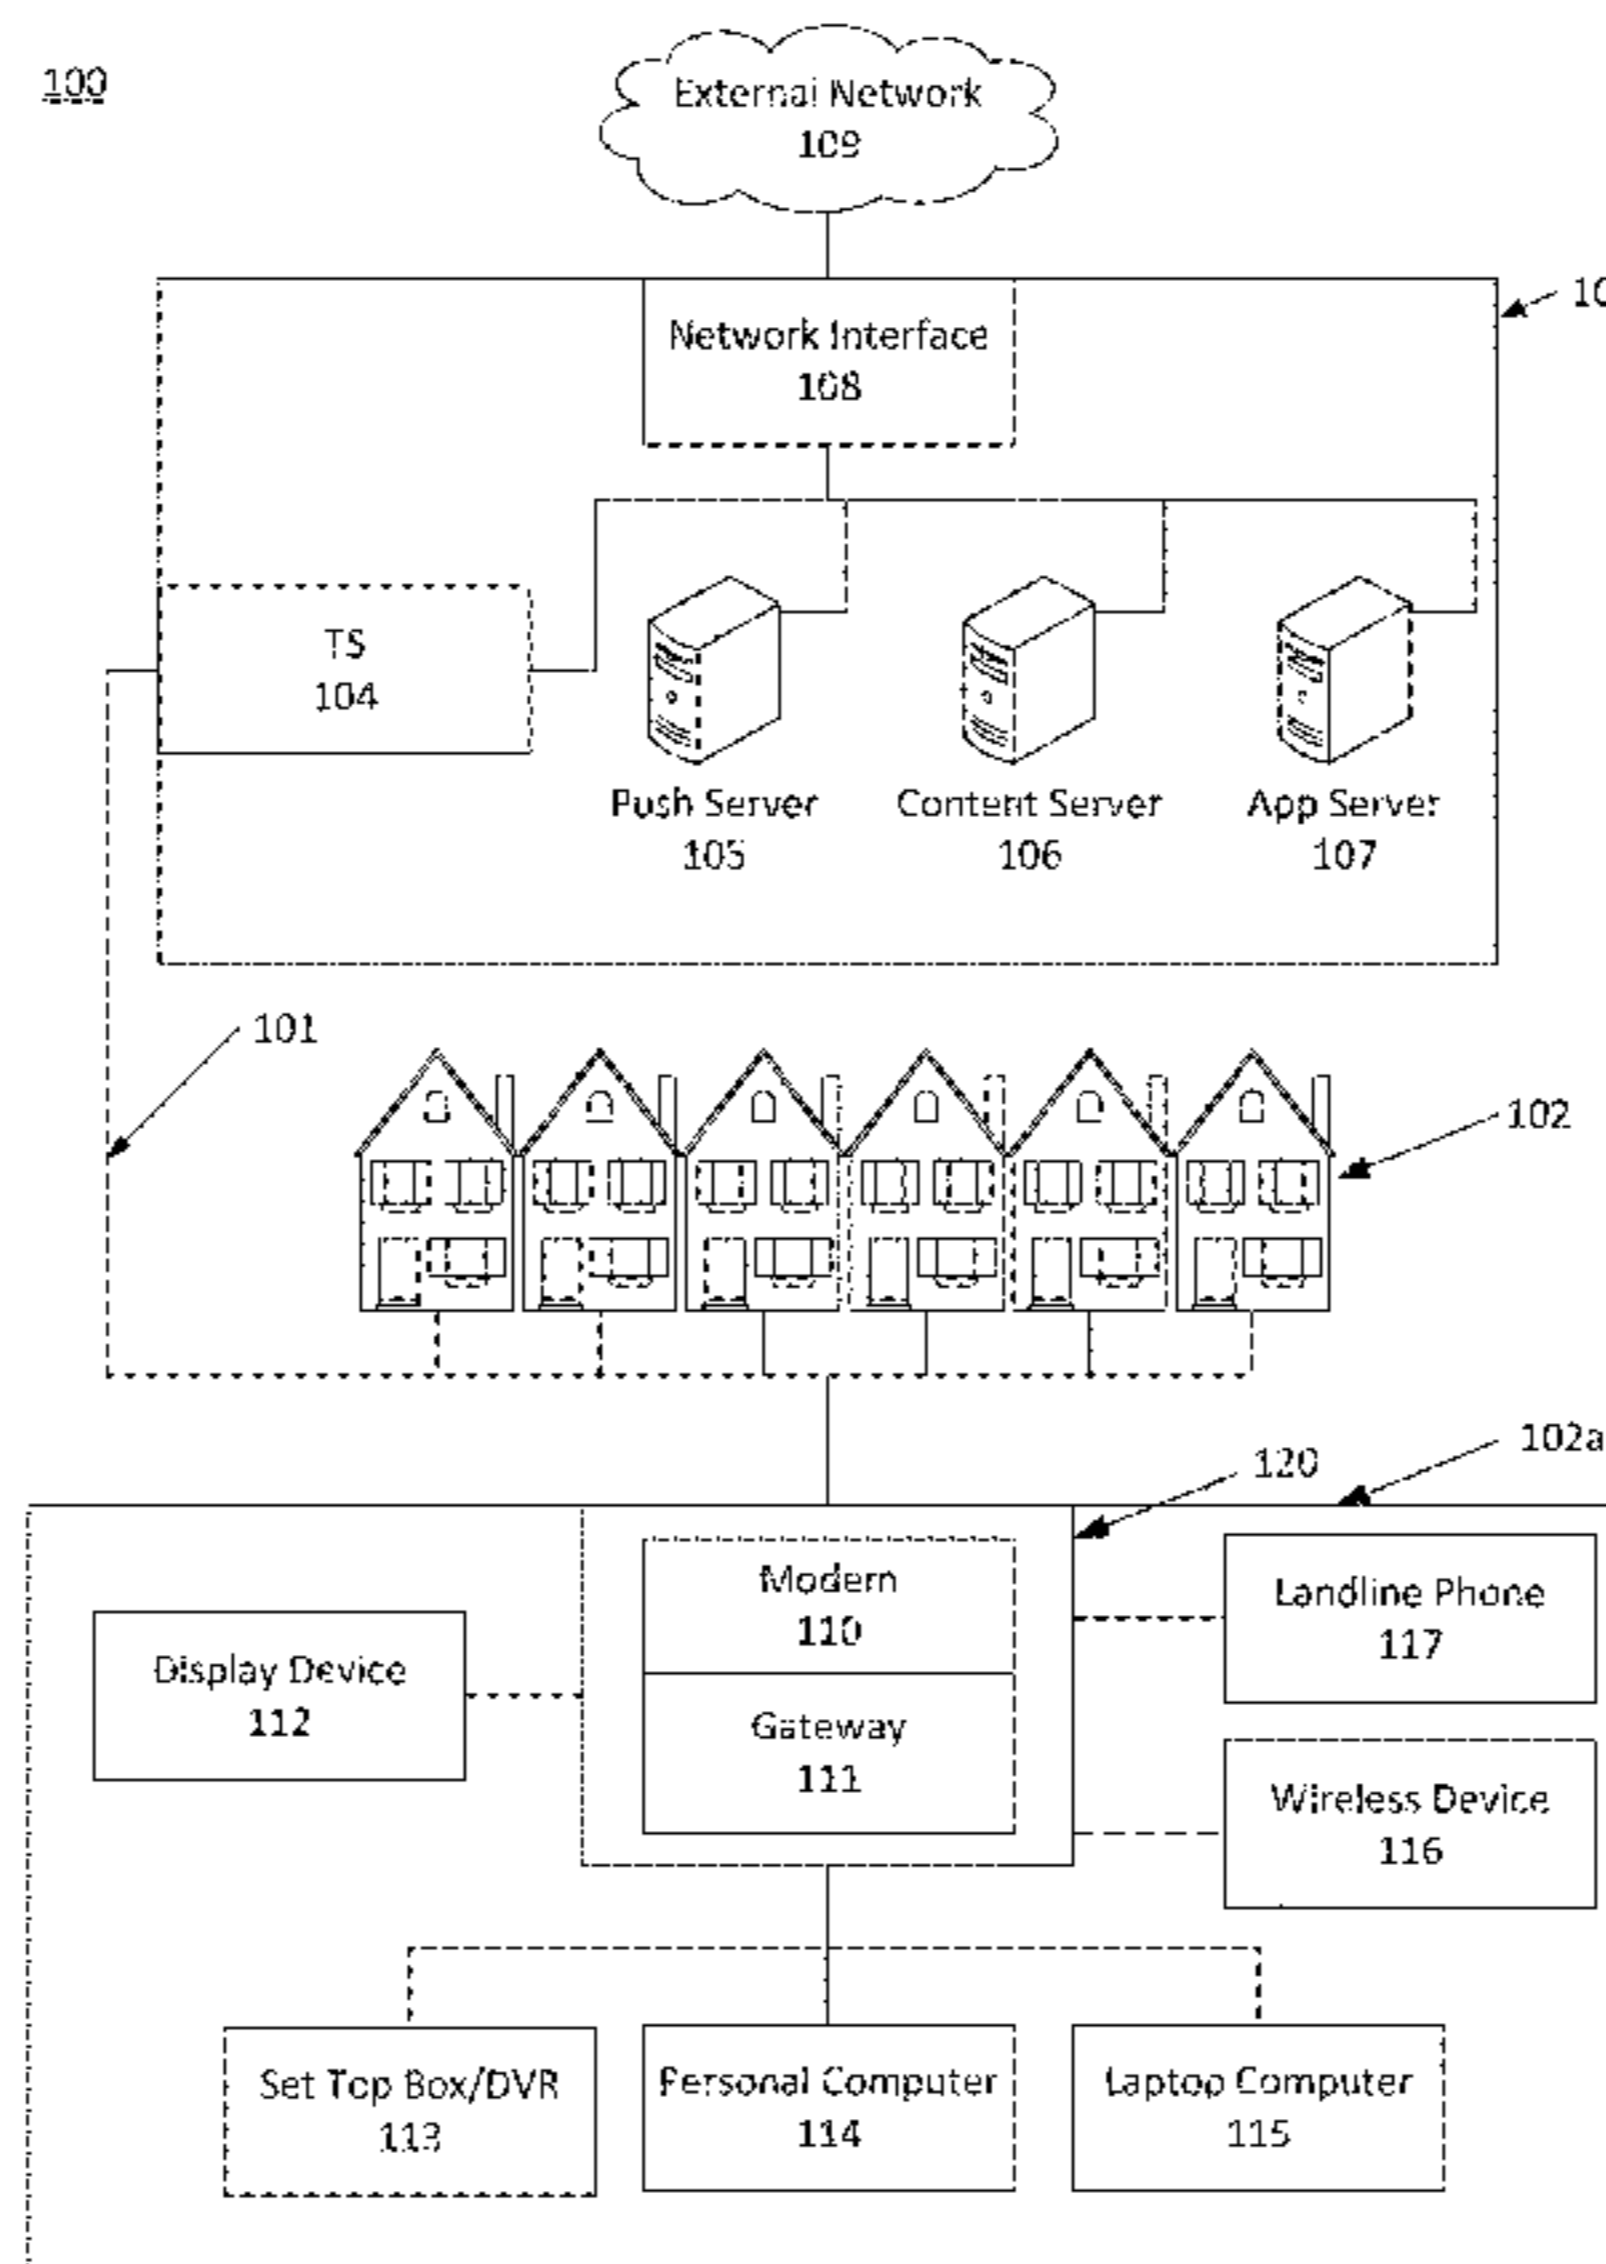 100
External Network
109
Network Interface
108
TS
104
Push Server
105
Content Server
106
App Server
107
101
102
102a
120
Modem
110
Landline Phone
117
Display Device
112
Gateway
111
Wireless Device
116
Set Top Box/DVR
113
Personal Computer
114
Laptop Computer
115